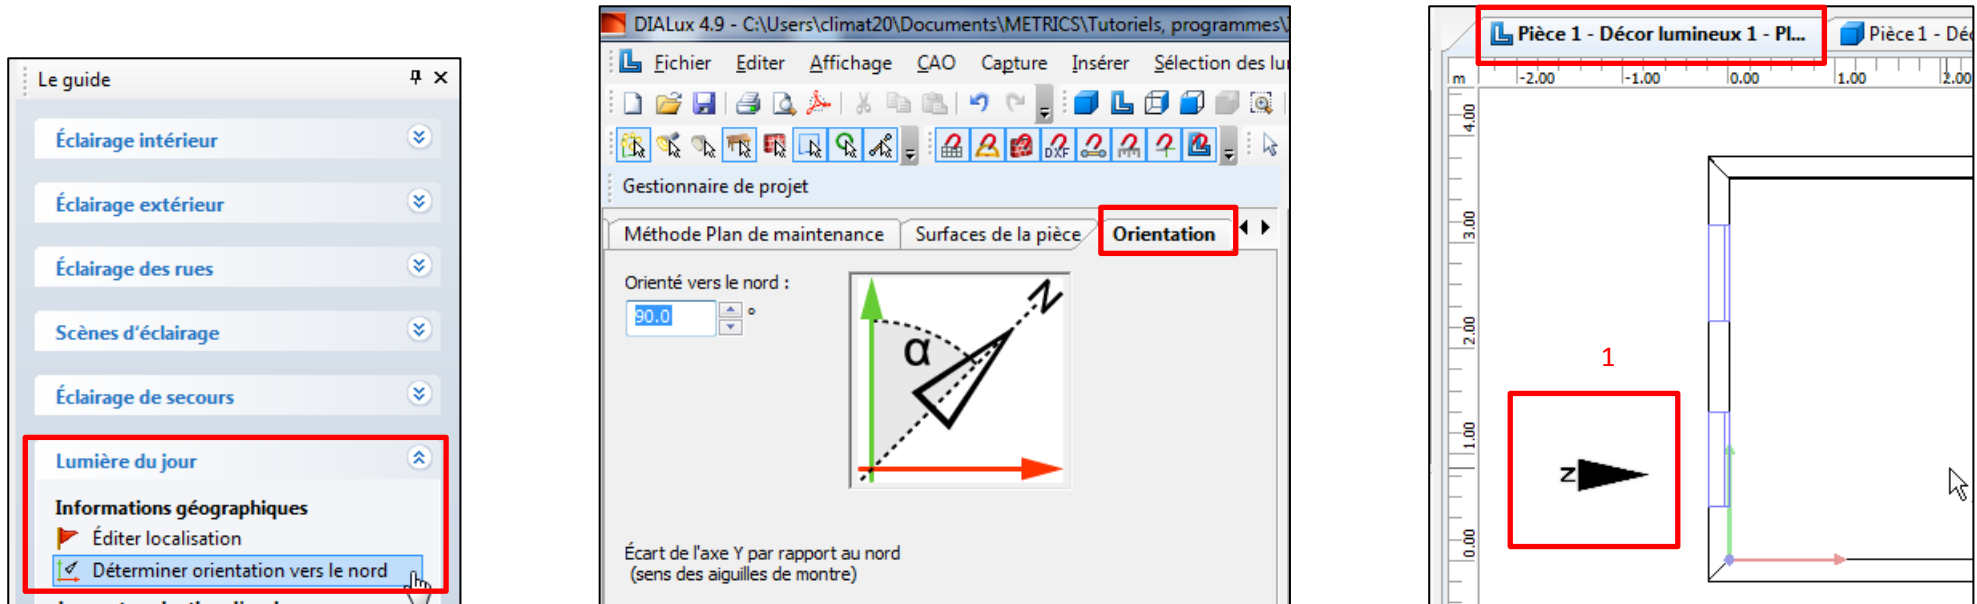 Le guide
Éclairage intérieur
Éclairage extérieur
Éclairage des rues
Scènes d'éclairage
Éclairage de secours
Lumière du jour
Informations géographiques
Éditer localisation
Déterminer orientation vers le nord
DIALux 4.9 - C:\Users\climat20\Documents\METRICS\Tutoriels, programmes\
Fichier Editer Affichage CAO Capture Insérer Sélection des lu
DXF
Gestionnaire de projet
Méthode Plan de maintenance Surfaces de la pièce Orientation
Orienté vers le nord :
90.0 °
N
α
Écart de l'axe Y par rapport au nord
(sens des aiguilles de montre)
Pièce 1 - Décor lumineux 1 - Pl... Pièce 1 - Déc
m -2.00 -1.00 0.00 1.00 2.00
4.00
3.00
2.00
1
1.00
N
0.00